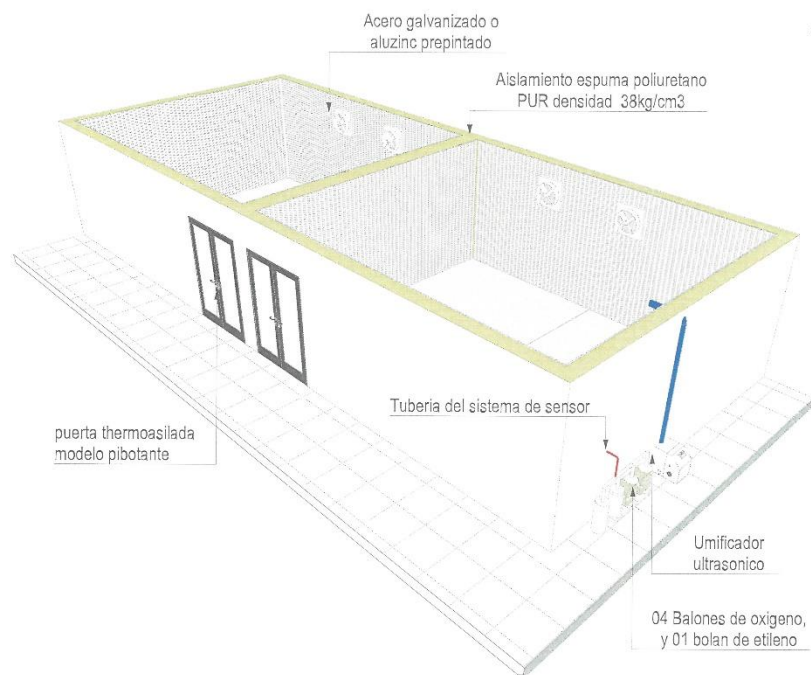 Acero galvanizado o
aluzinc prepintado
Aislamiento espuma poliuretano
PUR densidad 38kg/cm3
Tuberia del sistema de sensor
puerta thermoasilada
modelo pibotante
Umificador
ultrasonico
04 Balones de oxigeno,
y 01 bolan de etileno